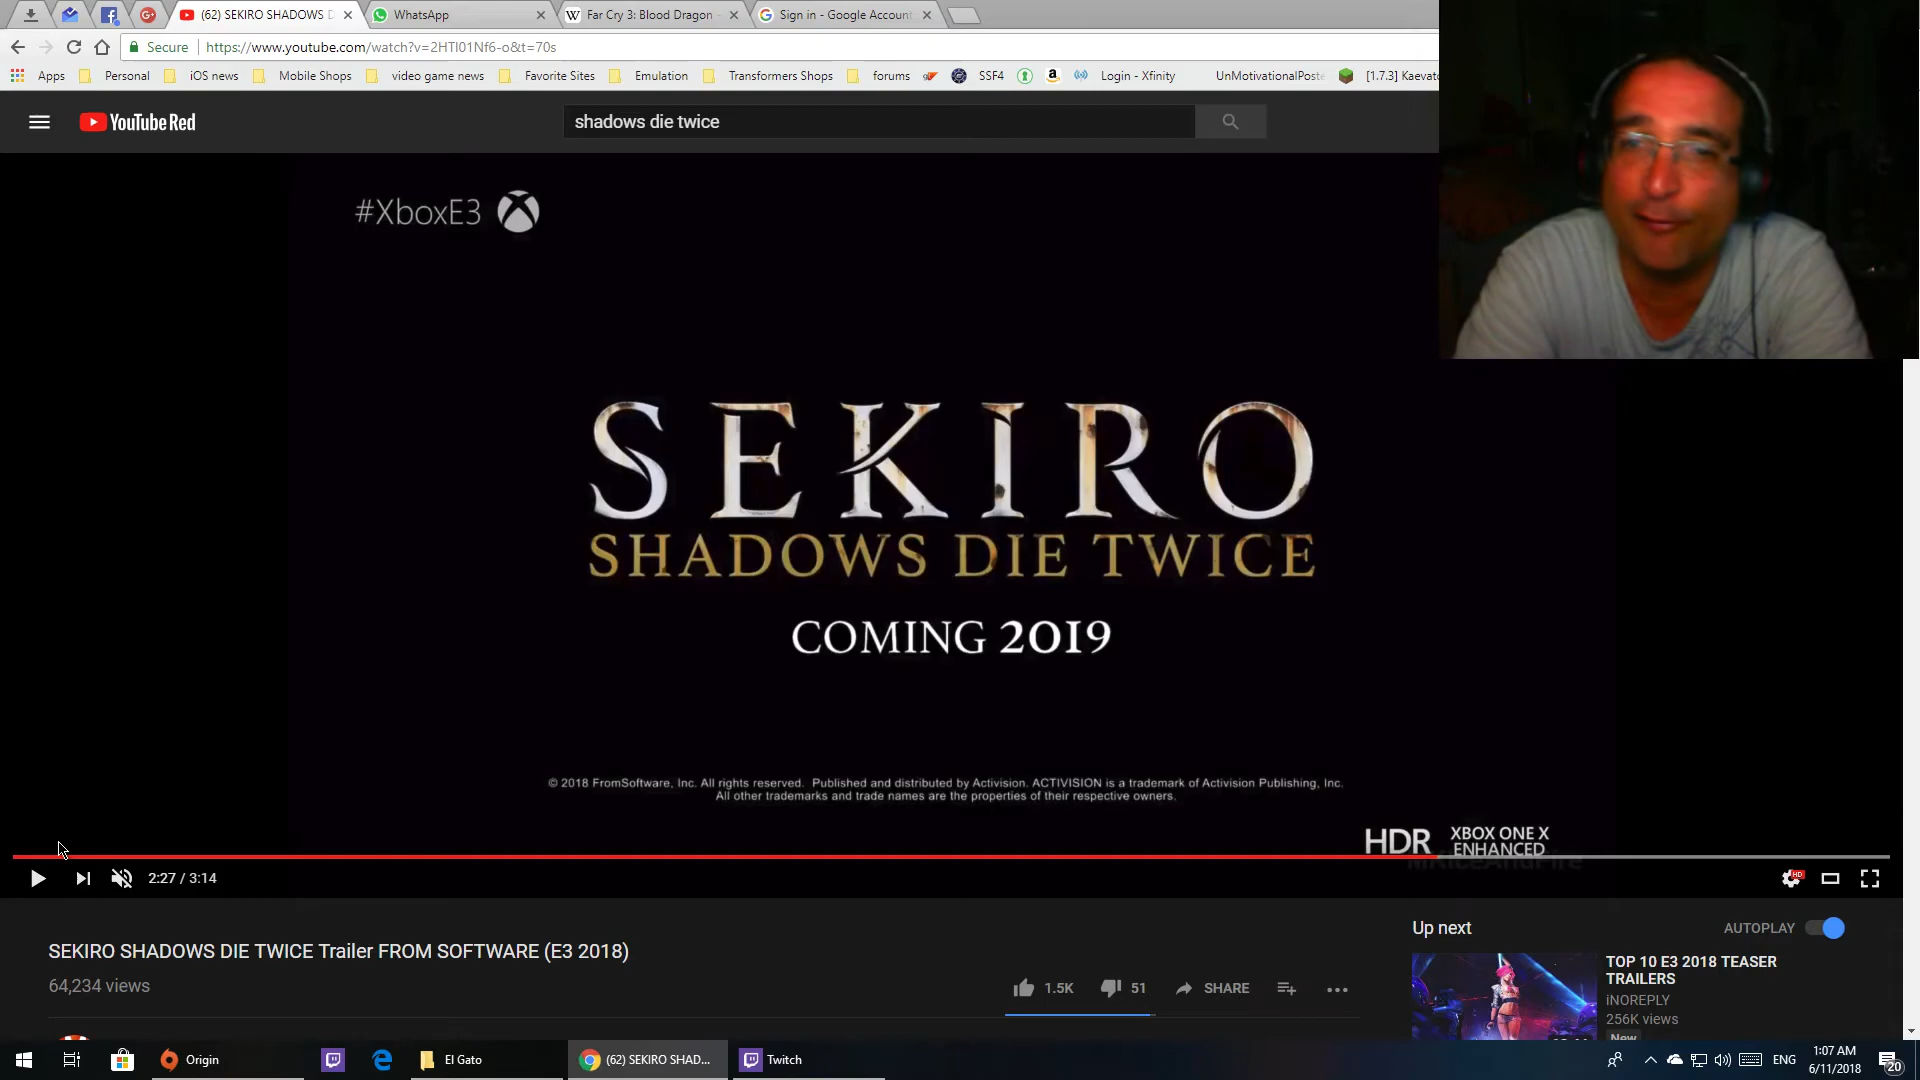 (62) SEKIRO SHADOWS D
WhatsApp
Far Cry 3: Blood Dragon -
Sign in - Google Account
Secure
https://www.youtube.com/watch?v=2HTl01Nf6-o&t=70s
Apps
Personal
iOS news
Mobile Shops
video game news
Favorite Sites
Emulation
Transformers Shops
forums
SSF4
Login - Xfinity
UnMotivationalPoste
[1.7.3] Kaevato
YouTube Red
shadows die twice
#XboxE3
SEKIRO
SHADOWS DIE TWICE
COMING 2019
© 2018 FromSoftware, Inc. All rights reserved. Published and distributed by Activision. ACTIVISION is a trademark of Activision Publishing, Inc.
All other trademarks and trade names are the properties of their respective owners.
HDR
XBOX ONE X
ENHANCED
2:27 / 3:14
HD
SEKIRO SHADOWS DIE TWICE Trailer FROM SOFTWARE (E3 2018)
64,234 views
1.5K
51
SHARE
Up next
AUTOPLAY
TOP 10 E3 2018 TEASER
TRAILERS
iNOREPLY
256K views
New
Origin
El Gato
(62) SEKIRO SHAD...
Twitch
ENG
1:07 AM
6/11/2018
20